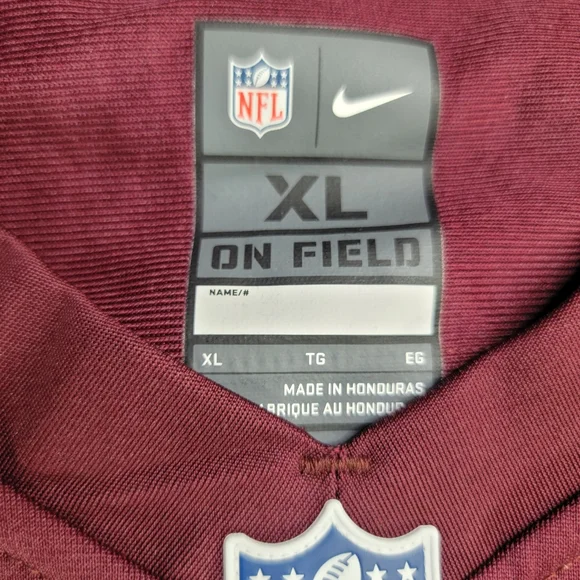 NFL
XL
ON FIELD
NAME/#
XL TG EG
MADE IN HONDURAS